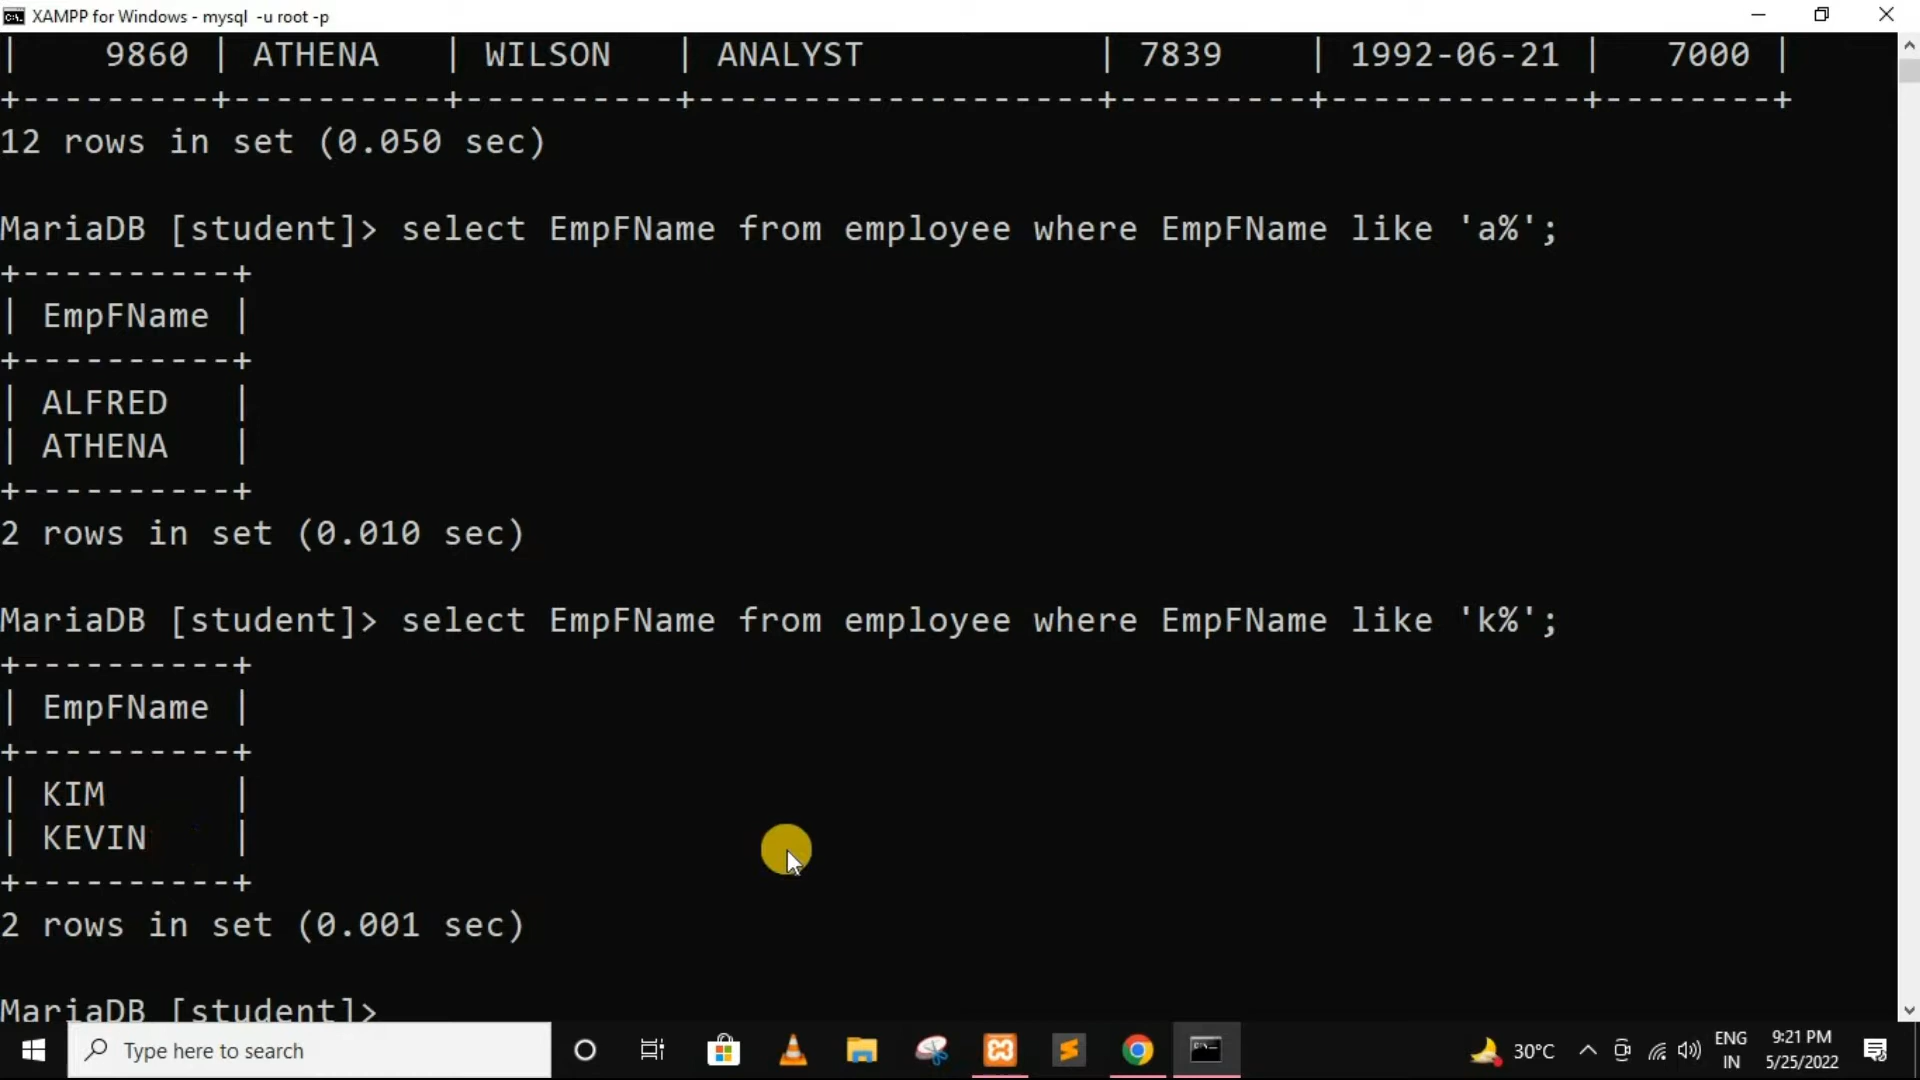 XAMPP for Windows - mysql -u root -p
| 9860 | ATHENA | WILSON | ANALYST | 7839 | 1992-06-21 | 7000 |
+---------+----------+----------+-------------------+---------+------------+--------+
12 rows in set (0.050 sec)
MariaDB [student]> select EmpFName from employee where EmpFName like 'a%';
+----------+
| EmpFName |
+----------+
| ALFRED |
| ATHENA |
+----------+
2 rows in set (0.010 sec)
MariaDB [student]> select EmpFName from employee where EmpFName like 'k%';
+----------+
| EmpFName |
+----------+
| KIM |
| KEVIN |
+----------+
2 rows in set (0.001 sec)
MariaDB [student]>
Type here to search
30°C
ENG
IN
9:21 PM
5/25/2022